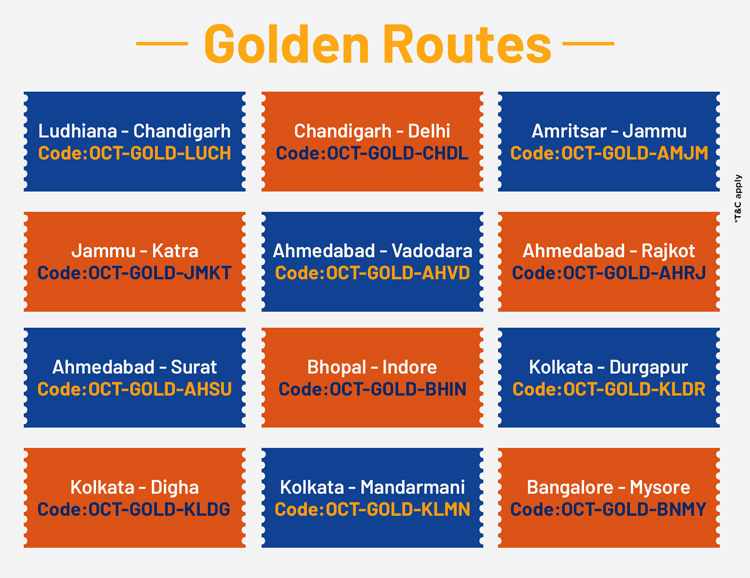 Golden Routes
Ludhiana - Chandigarh
Code:OCT-GOLD-LUCH
Chandigarh - Delhi
Code:OCT-GOLD-CHDL
Amritsar - Jammu
Code:OCT-GOLD-AMJM
*T&C apply
Jammu - Katra
Code:OCT-GOLD-JMKT
Ahmedabad - Vadodara
Code:OCT-GOLD-AHVD
Ahmedabad - Rajkot
Code:OCT-GOLD-AHRJ
Ahmedabad - Surat
Code:OCT-GOLD-AHSU
Bhopal - Indore
Code:OCT-GOLD-BHIN
Kolkata - Durgapur
Code:OCT-GOLD-KLDR
Kolkata - Digha
Code:OCT-GOLD-KLDG
Kolkata - Mandarmani
Code:OCT-GOLD-KLMN
Bangalore - Mysore
Code:OCT-GOLD-BNMY